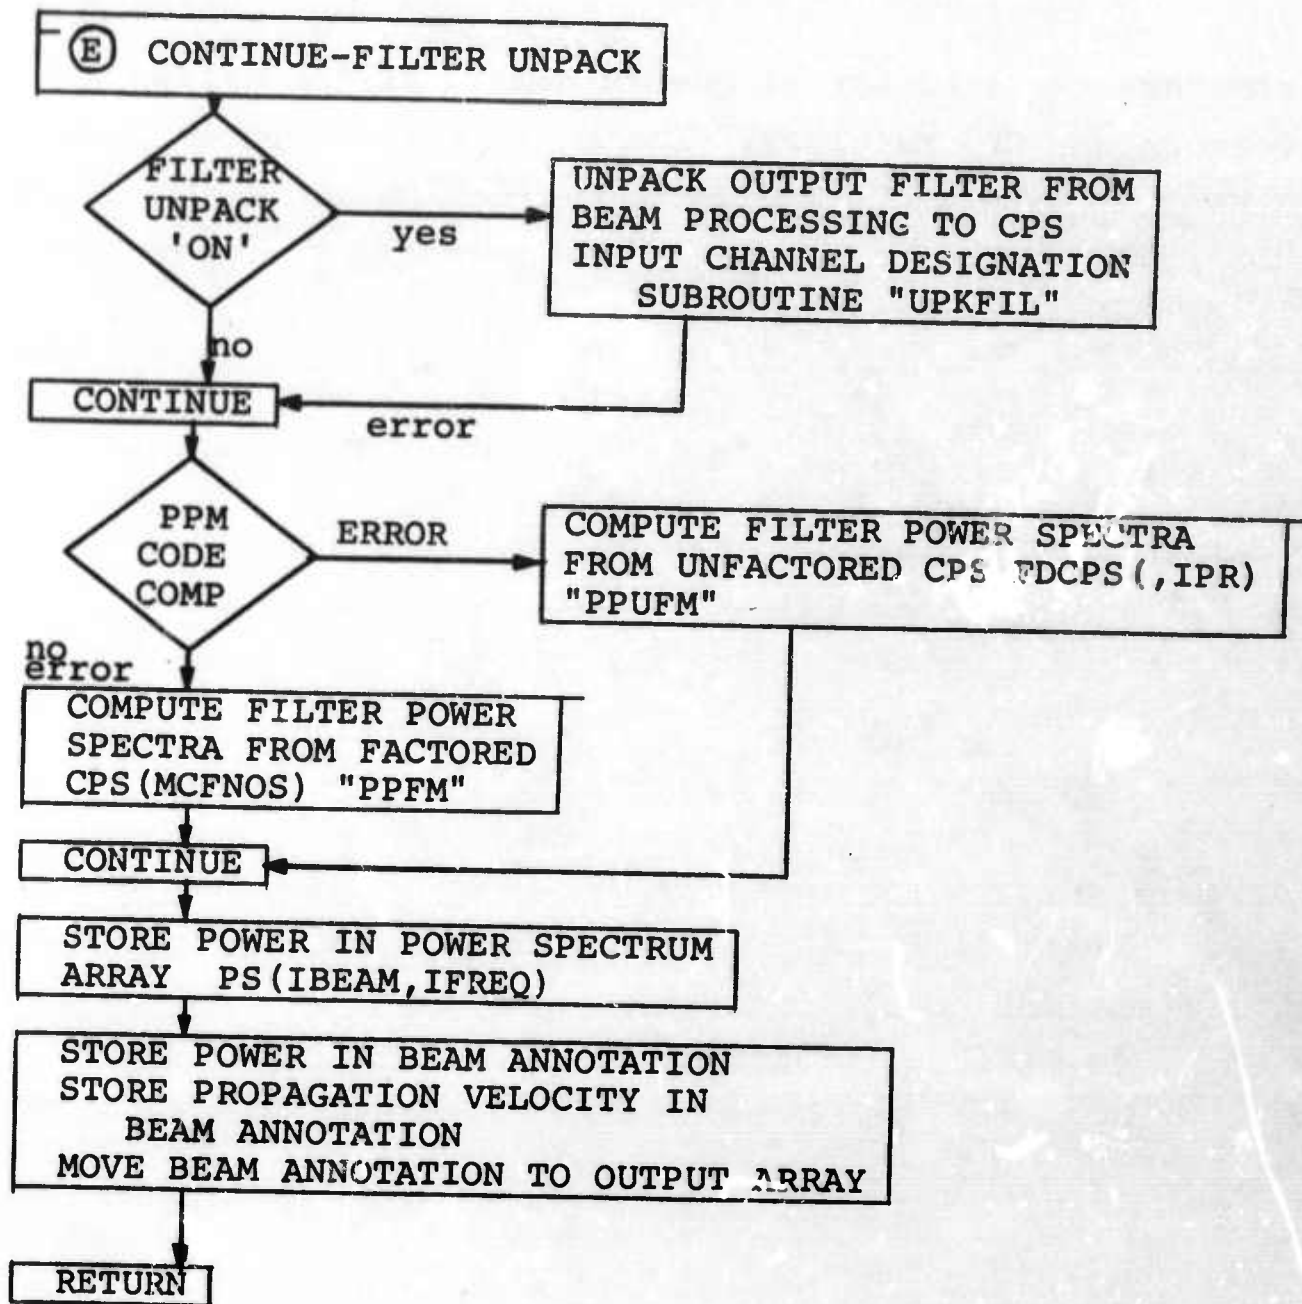 E CONTINUE-FILTER UNPACK
FILTER
UNPACK
'ON'
yes
UNPACK OUTPUT FILTER FROM
BEAM PROCESSING TO CPS
INPUT CHANNEL DESIGNATION
SUBROUTINE "UPKFIL"
no
CONTINUE
error
PPM
CODE
COMP
ERROR
COMPUTE FILTER POWER SPECTRA
FROM UNFACTORED CPS FDCPS(,IPR)
"PPUFM"
no
error
COMPUTE FILTER POWER
SPECTRA FROM FACTORED
CPS(MCFNOS) "PPFM"
CONTINUE
STORE POWER IN POWER SPECTRUM
ARRAY PS(IBEAM,IFREQ)
STORE POWER IN BEAM ANNOTATION
STORE PROPAGATION VELOCITY IN
BEAM ANNOTATION
MOVE BEAM ANNOTATION TO OUTPUT ARRAY
RETURN